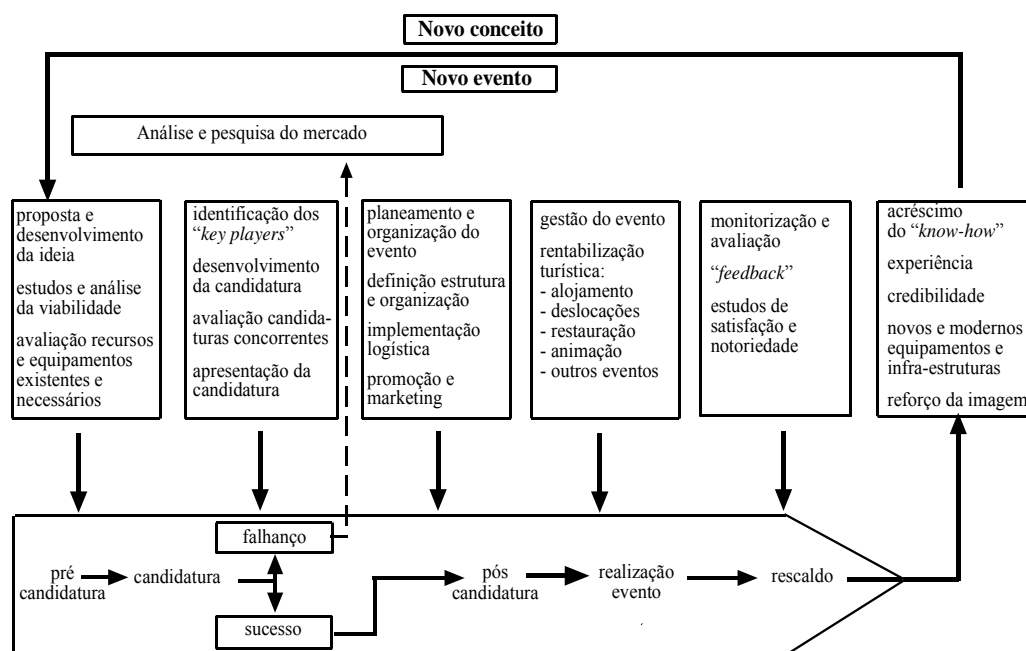 Novo conceito
Novo evento
Análise e pesquisa do mercado
proposta e
desenvolvimento
da ideia
estudos e análise
da viabilidade
avaliação recursos
e equipamentos
existentes e
necessários
identificação dos
“key players”
desenvolvimento
da candidatura
avaliação candida-
turas concorrentes
apresentação da
candidatura
planeamento e
organização do
evento
definição estrutura
e organização
implementação
logística
promoção e
marketing
gestão do evento
rentabilização
turística:
- alojamento
- deslocações
- restauração
- animação
- outros eventos
monitorização e
avaliação
“feedback”
estudos de
satisfação e
notoriedade
acréscimo
do “know-how”
experiência
credibilidade
novos e modernos
equipamentos e
infra-estruturas
reforço da imagem
falhanço
pré
candidatura
candidatura
sucesso
pós
candidatura
realização
evento
rescaldo